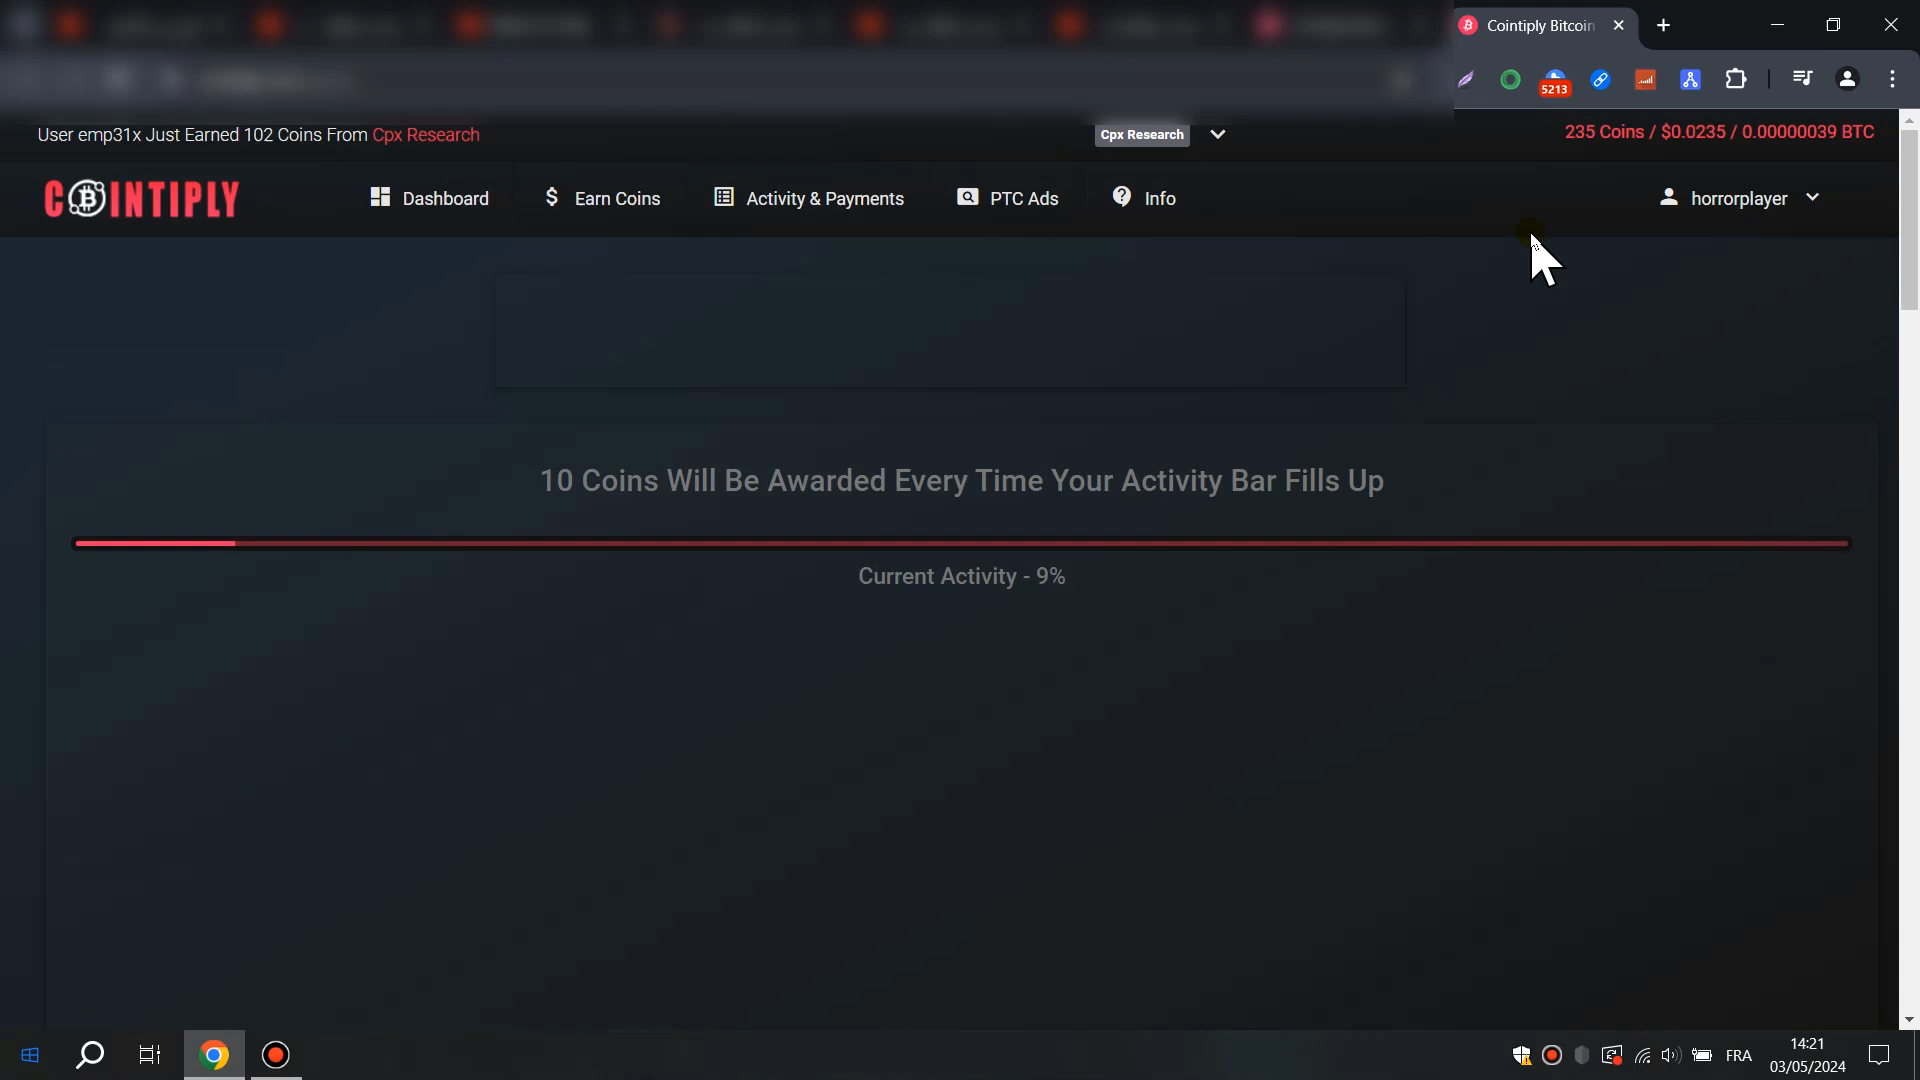 Cointiply Bitcoin
5213
User emp31x Just Earned 102 Coins From Cpx Research
Cpx Research
235 Coins / $0.0235 / 0.00000039 BTC
COINTIPLY
Dashboard
Earn Coins
Activity & Payments
PTC Ads
Info
horrorplayer
10 Coins Will Be Awarded Every Time Your Activity Bar Fills Up
Current Activity - 9%
FRA
14:21
03/05/2024